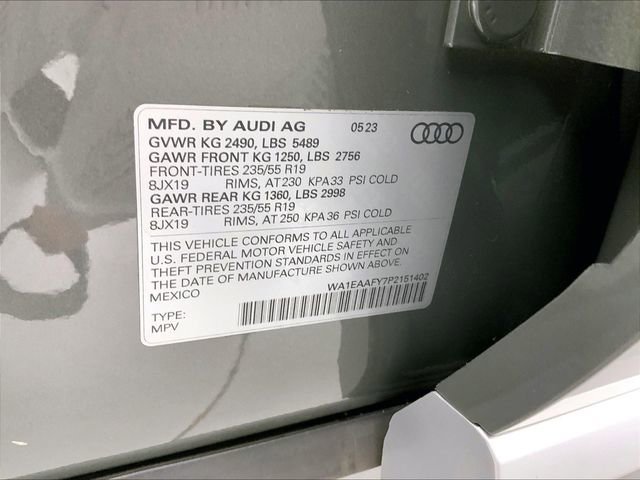 MFD. BY AUDI AG 05 23
GVWR KG 2490, LBS 5489
GAWR FRONT KG 1250, LBS 2756
FRONT-TIRES 235/55 R19
8JX19 RIMS, AT 230 KPA 33 PSI COLD
GAWR REAR KG 1360, LBS 2998
REAR-TIRES 235/55 R19
8JX19 RIMS, AT 250 KPA 36 PSI COLD
THIS VEHICLE CONFORMS TO ALL APPLICABLE
U.S. FEDERAL MOTOR VEHICLE SAFETY AND
THEFT PREVENTION STANDARDS IN EFFECT ON
THE DATE OF MANUFACTURE SHOWN ABOVE.
MEXICO
WA1EAAFY7P2151402
TYPE:
MPV